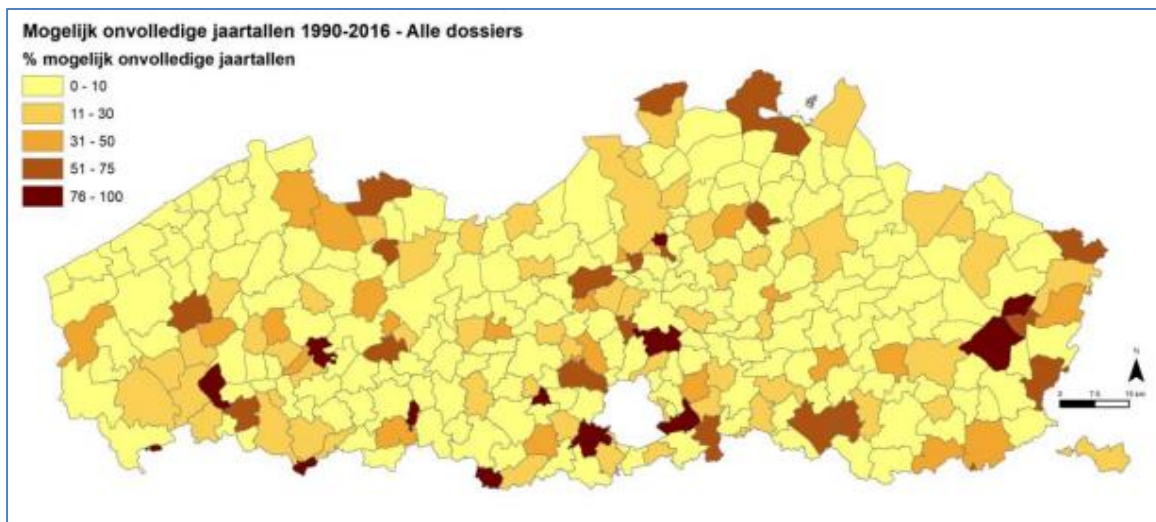 Mogelijk onvolledige jaartallen 1990-2016 - Alle dossiers
% mogelijk onvolledige jaartallen
0 - 10
11 - 30
31 - 50
51 - 75
76 - 100
N